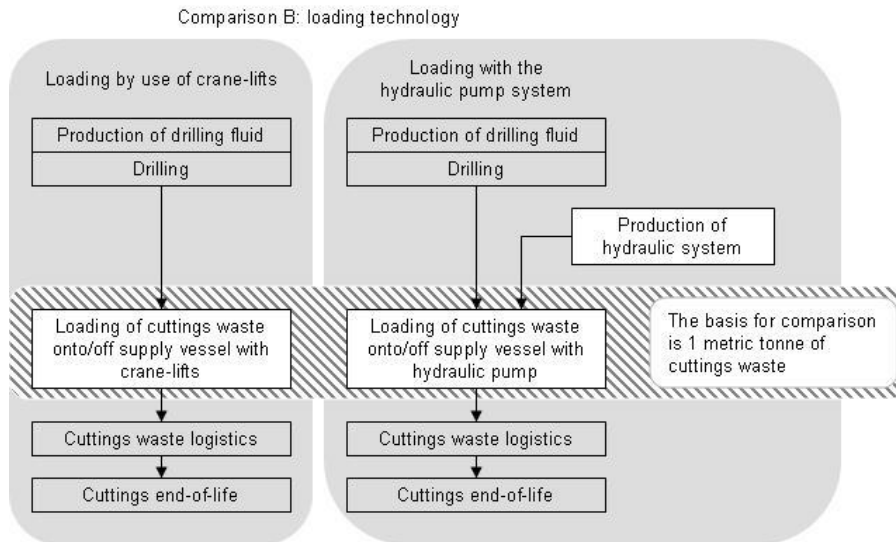 Comparison B: loading technology
Loading by use of crane-lifts
Production of drilling fluid
Drilling
Loading of cuttings waste
onto/off supply vessel with
crane-lifts
Cuttings waste logistics
Cuttings end-of-life
Loading with the
hydraulic pump system
Production of drilling fluid
Drilling
Production of
hydraulic system
Loading of cuttings waste
onto/off supply vessel with
hydraulic pump
Cuttings waste logistics
Cuttings end-of-life
The basis for comparison
is 1 metric tonne of
cuttings waste